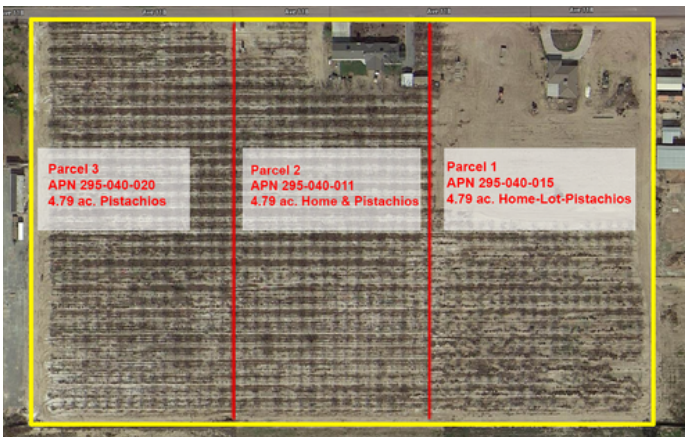 Parcel 3
APN 295-040-020
4.79 ac. Pistachios
Parcel 2
APN 295-040-011
4.79 ac. Home & Pistachios
Parcel 1
APN 295-040-015
4.79 ac. Home-Lot-Pistachios